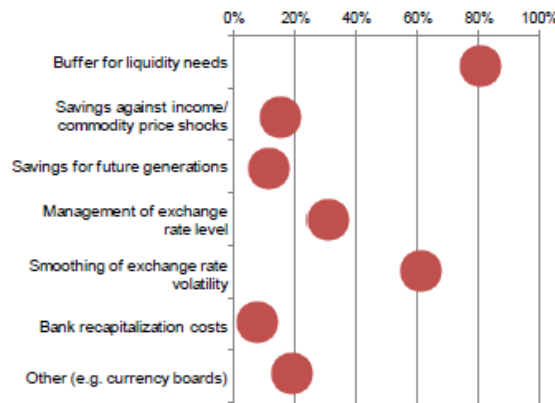 0% 20% 40% 60% 80% 100%
Buffer for liquidity needs
Savings against income/
commodity price shocks
Savings for future generations
Management of exchange
rate level
Smoothing of exchange rate
volatility
Bank recapitalization costs
Other (e.g. currency boards)